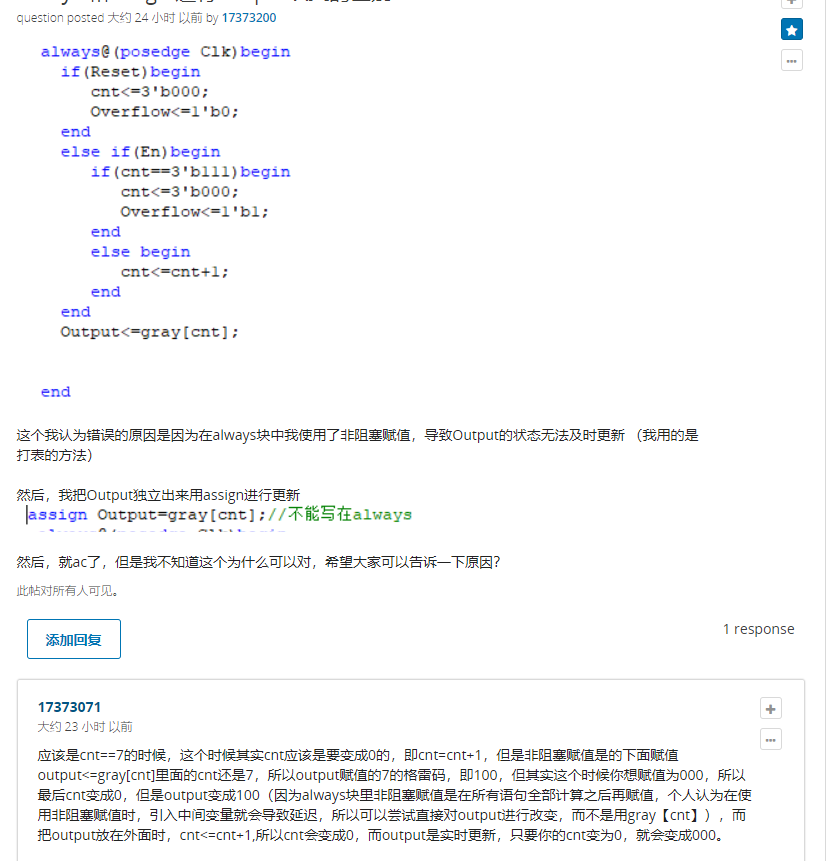 question posted 大约 24 小时 以前 by 17373200
always@(posedge Clk)begin
if(Reset)begin
cnt<=3'b000;
Overflow<=1'b0;
end
else if(En)begin
if(cnt==3'b111)begin
cnt<=3'b000;
Overflow<=1'b1;
end
else begin
cnt<=cnt+1;
end
end
Output<=gray[cnt];
end
这个我认为错误的原因是因为在always块中我使用了非阻塞赋值，导致Output的状态无法及时更新 （我用的是
打表的方法）
然后，我把Output独立出来用assign进行更新
assign Output=gray[cnt];//不能写在always
然后，就ac了，但是我不知道这个为什么可以对，希望大家可以告诉一下原因？
此帖对所有人可见。
添加回复
1 response
17373071
大约 23 小时 以前
应该是cnt==7的时候，这个时候其实cnt应该是要变成0的，即cnt=cnt+1，但是非阻塞赋值是的下面赋值
output<=gray[cnt]里面的cnt还是7，所以output赋值的7的格雷码，即100，但其实这个时候你想赋值为000，所以
最后cnt变成0，但是output变成100（因为always块里非阻塞赋值是在所有语句全部计算之后再赋值，个人认为在使
用非阻塞赋值时，引入中间变量就会导致延迟，所以可以尝试直接对output进行改变，而不是用gray【cnt】），而
把output放在外面时，cnt<=cnt+1,所以cnt会变成0，而output是实时更新，只要你的cnt变为0，就会变成000。